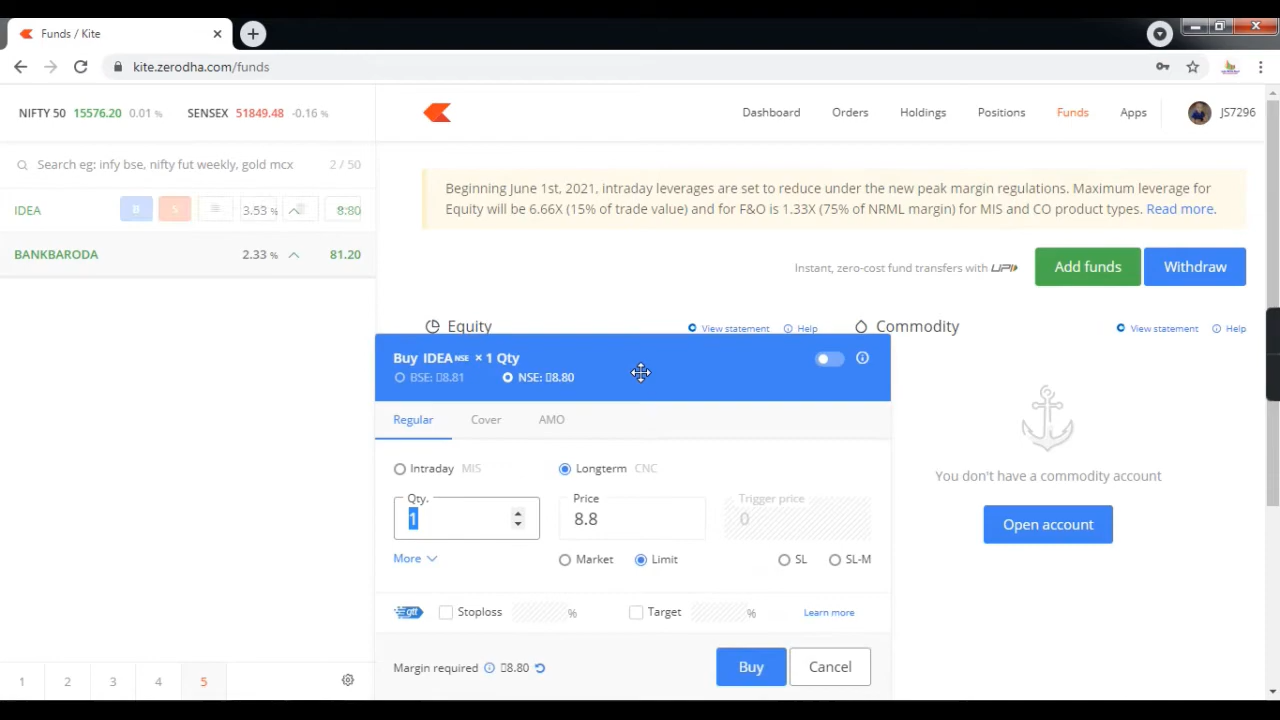 Funds / Kite
kite.zerodha.com/funds
NIFTY 50 15576.20 0.01 % SENSEX 51849.48 -0.16 %
Dashboard Orders Holdings Positions Funds Apps JS7296
Search eg: infy bse, nifty fut weekly, gold mcx 2 / 50
IDEA B S 3.53 % 8.80
BANKBARODA 2.33 % 81.20
Beginning June 1st, 2021, intraday leverages are set to reduce under the new peak margin regulations. Maximum leverage for
Equity will be 6.66X (15% of trade value) and for F&O is 1.33X (75% of NRML margin) for MIS and CO product types. Read more.
Instant, zero-cost fund transfers with UPI Add funds Withdraw
Equity View statement Help Commodity View statement Help
Buy IDEA NSE × 1 Qty
BSE: 8.81 NSE: 8.80
Regular Cover AMO
Intraday MIS Longterm CNC
Qty. Price Trigger price
1 8.8 0
More Market Limit SL SL-M
gtt Stoploss % Target % Learn more
Margin required 8.80 Buy Cancel
You don't have a commodity account
Open account
1 2 3 4 5